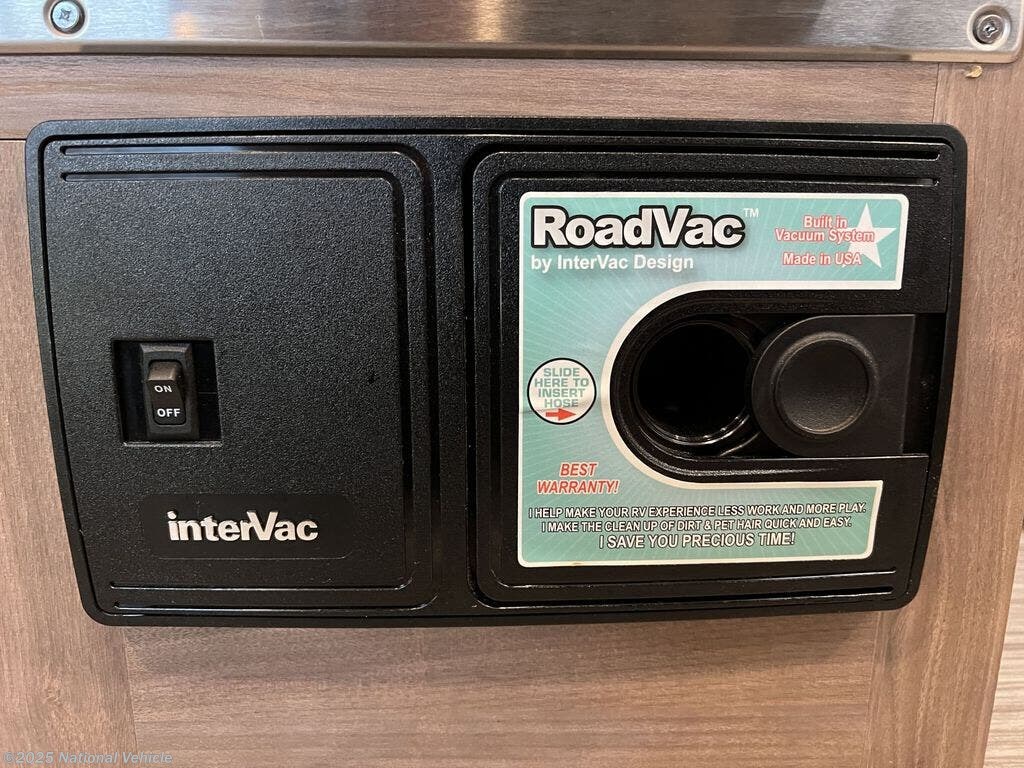 RoadVac™
by InterVac Design
Built in
Vacuum System
Made in USA
SLIDE
HERE TO
INSERT
HOSE
ON
OFF
BEST
WARRANTY!
interVac
I HELP MAKE YOUR RV EXPERIENCE LESS WORK AND MORE PLAY.
I MAKE THE CLEAN UP OF DIRT & PET HAIR QUICK AND EASY.
I SAVE YOU PRECIOUS TIME!
©2025 National Vehicle